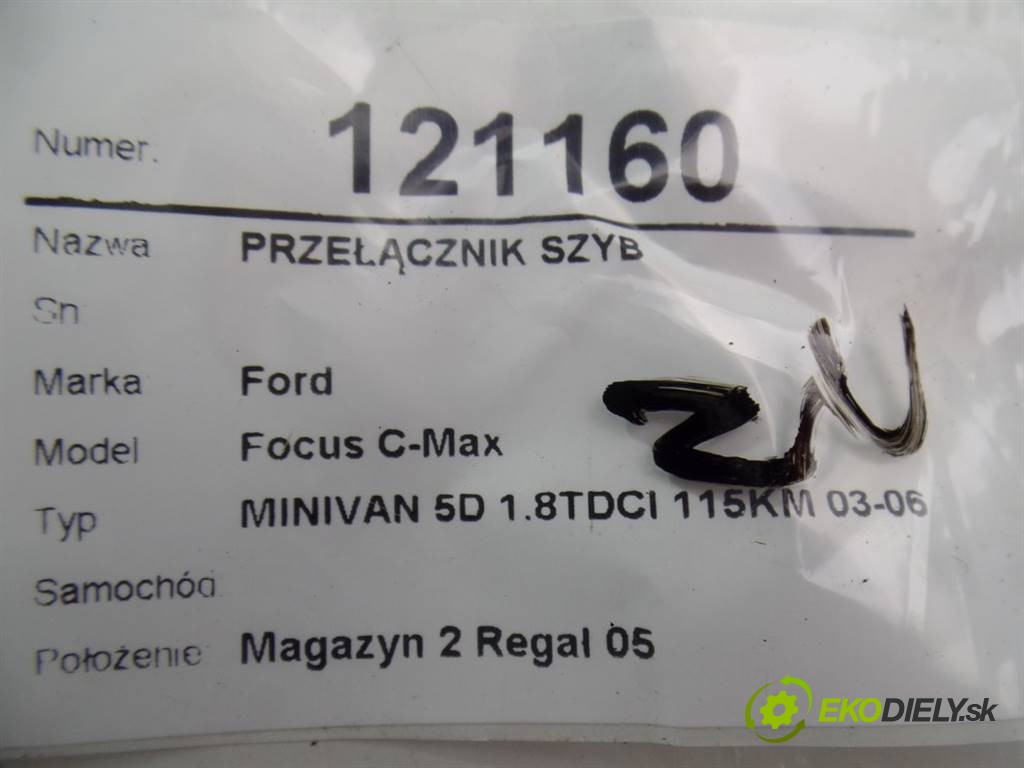 Numer. 121160
Nazwa PRZEŁĄCZNIK SZYB
Sn
Marka Ford
Model Focus C-Max
ZN
Typ MINIVAN 5D 1.8TDCI 115KM 03-06
Samochód
Położenie Magazyn 2 Regał 05
EKODIELY.sk